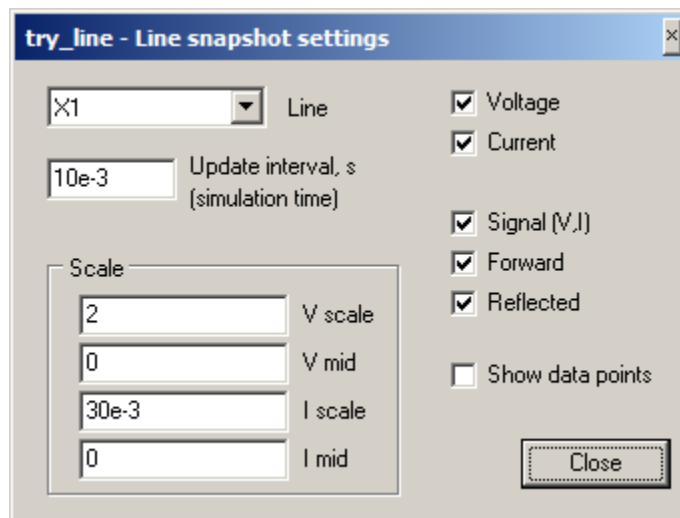 try_line - Line snapshot settings
X1 Line
10e-3 Update interval, s
(simulation time)
Scale
2 V scale
0 V mid
30e-3 I scale
0 I mid
Voltage
Current
Signal (V,I)
Forward
Reflected
Show data points
Close